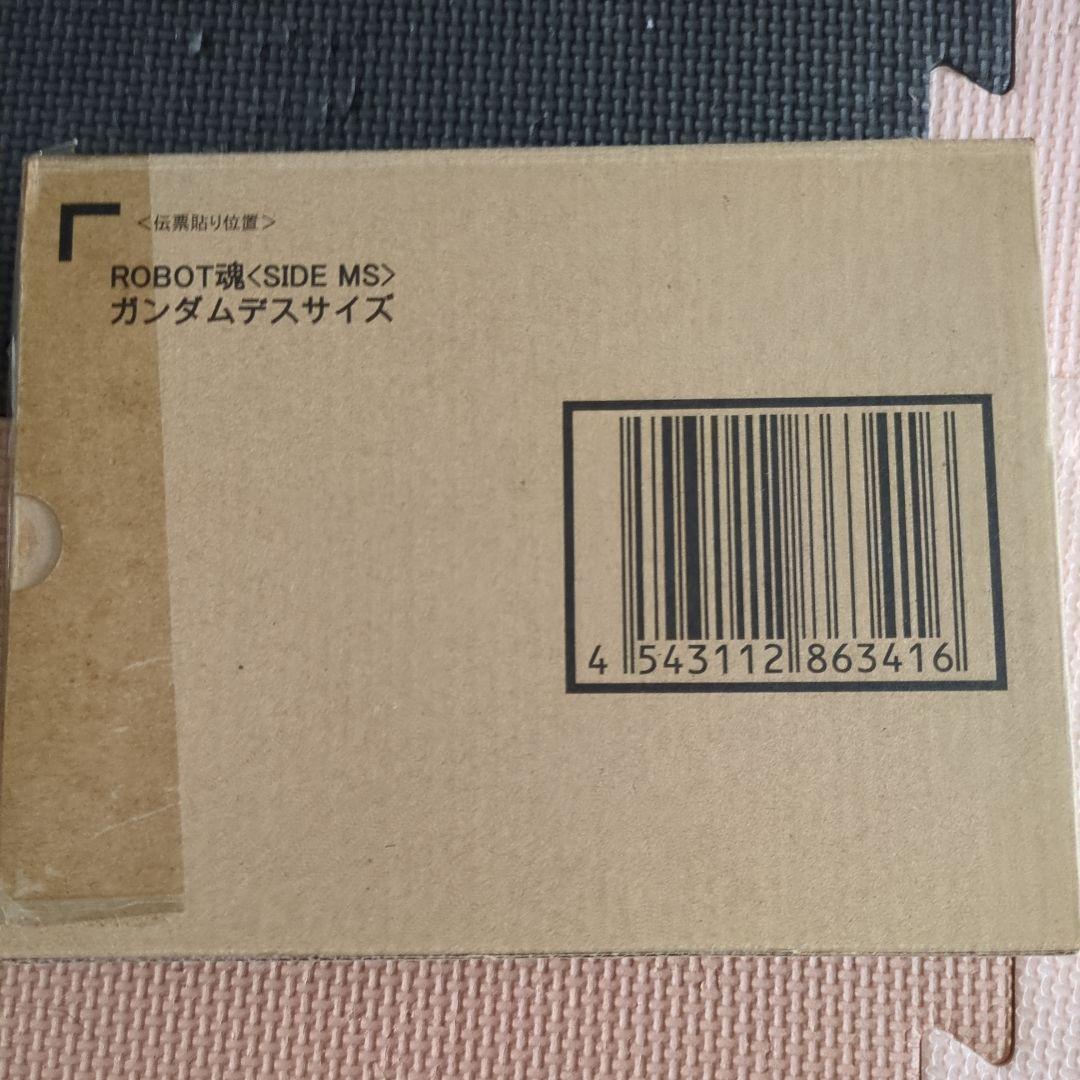 ＜伝票貼り位置＞
ROBOT魂<SIDE MS>
ガンダムデスサイズ
4 543112 863416